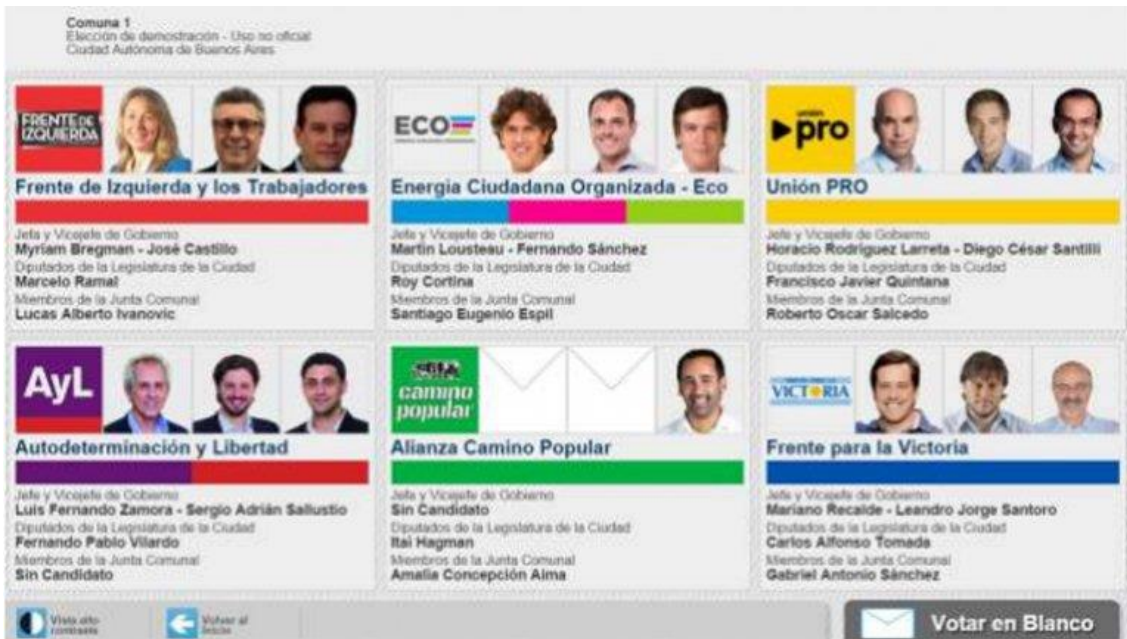 Comuna 1
Elección de demostración - Uso no oficial
Ciudad Autónoma de Buenos Aires
FRENTE DE
IZQUIERDA
Frente de Izquierda y los Trabajadores
Jefa y Vicejefe de Gobierno
Myriam Bregman - José Castillo
Diputados de la Legislatura de la Ciudad
Marcelo Ramal
Miembros de la Junta Comunal
Lucas Alberto Ivanovic
ECO
Energía Ciudadana Organizada - Eco
Jefe y Vicejefe de Gobierno
Martín Lousteau - Fernando Sánchez
Diputados de la Legislatura de la Ciudad
Roy Cortina
Miembros de la Junta Comunal
Santiago Eugenio Espil
unión
pro
Unión PRO
Jefe y Vicejefe de Gobierno
Horacio Rodríguez Larreta - Diego César Santilli
Diputados de la Legislatura de la Ciudad
Francisco Javier Quintana
Miembros de la Junta Comunal
Roberto Oscar Salcedo
AyL
Autodeterminación y Libertad
Jefe y Vicejefe de Gobierno
Luis Fernando Zamora - Sergio Adrián Sallustio
Diputados de la Legislatura de la Ciudad
Fernando Pablo Vilardo
Miembros de la Junta Comunal
Sin Candidato
camino
popular
Alianza Camino Popular
Jefe y Vicejefe de Gobierno
Sin Candidato
Diputados de la Legislatura de la Ciudad
Itai Hagman
Miembros de la Junta Comunal
Amalia Concepción Aima
VICTORIA
Frente para la Victoria
Jefe y Vicejefe de Gobierno
Mariano Recalde - Leandro Jorge Santoro
Diputados de la Legislatura de la Ciudad
Carlos Alfonso Tomada
Miembros de la Junta Comunal
Gabriel Antonio Sánchez
Vista alto
contraste
Volver al
Inicio
Votar en Blanco